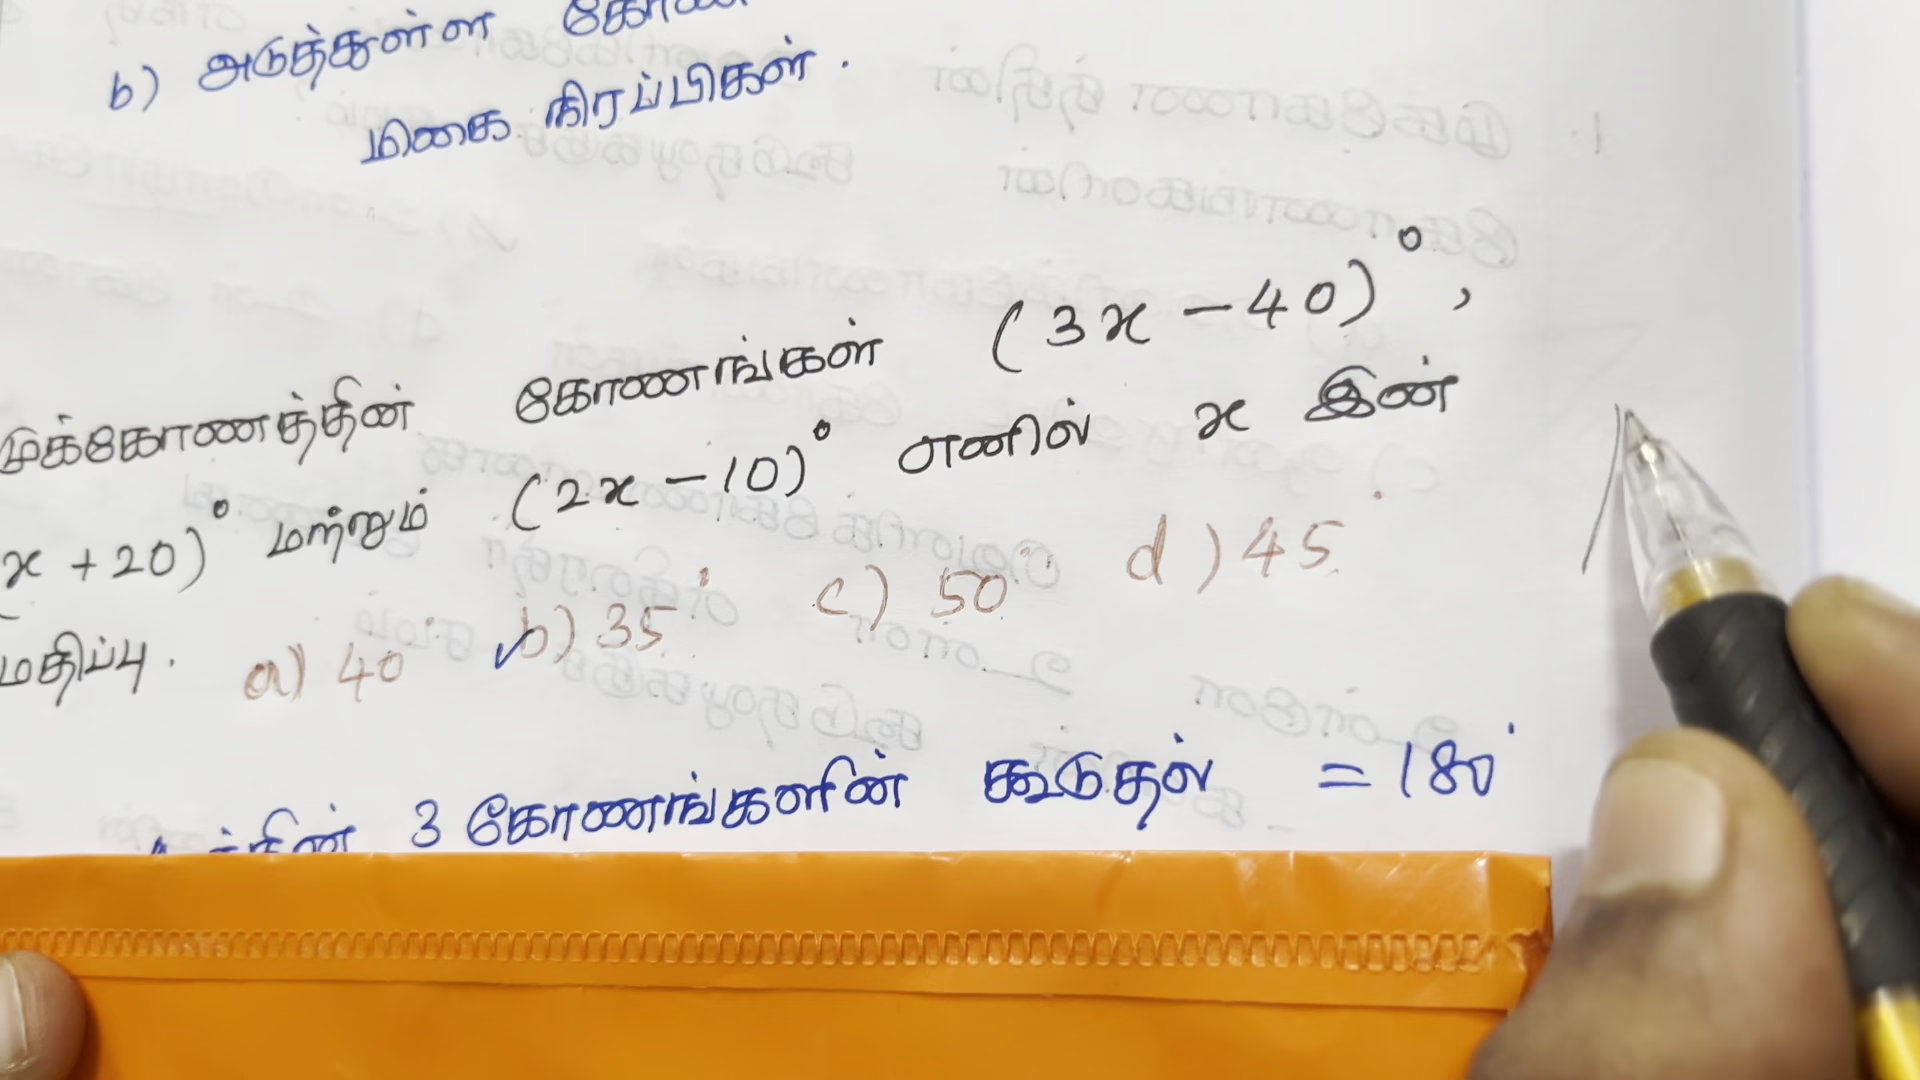 b) அடுத்துள்ள
மிகை நிரப்பிகள்.
முக்கோணத்தின் கோணங்கள் (3x - 40)°,
x + 20)° மற்றும் (2x - 10)° எனில் x இன்
மதிப்பு. a) 40° b) 35° c) 50° d) 45°
3 கோணங்களின் கூடுதல் = 180°